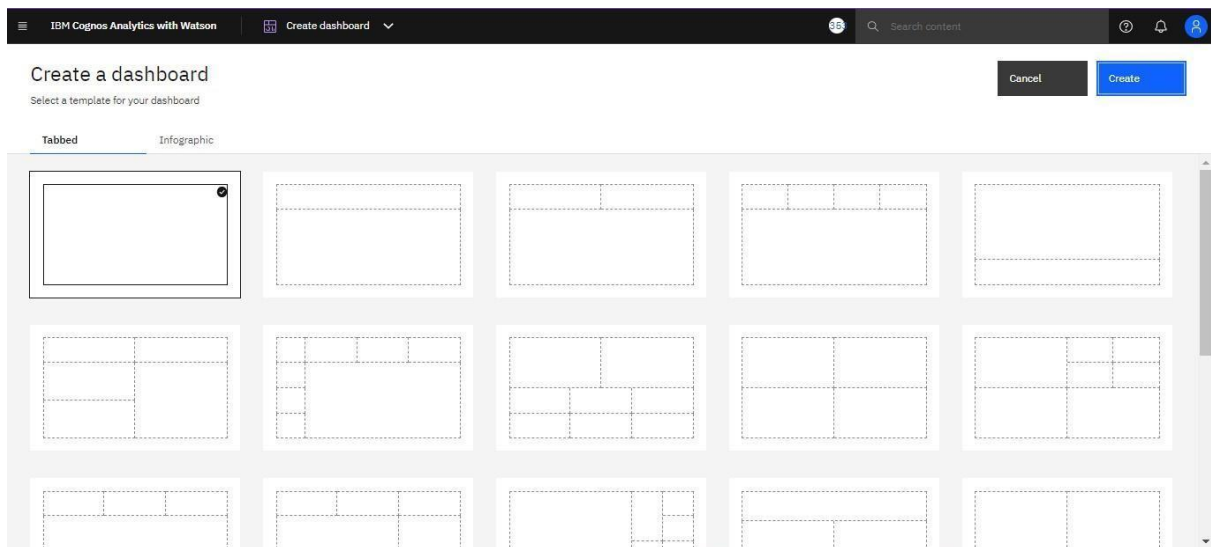 IBM Cognos Analytics with Watson
Create dashboard
Search content
Create a dashboard
Select a template for your dashboard
Cancel
Create
Tabbed
Infographic